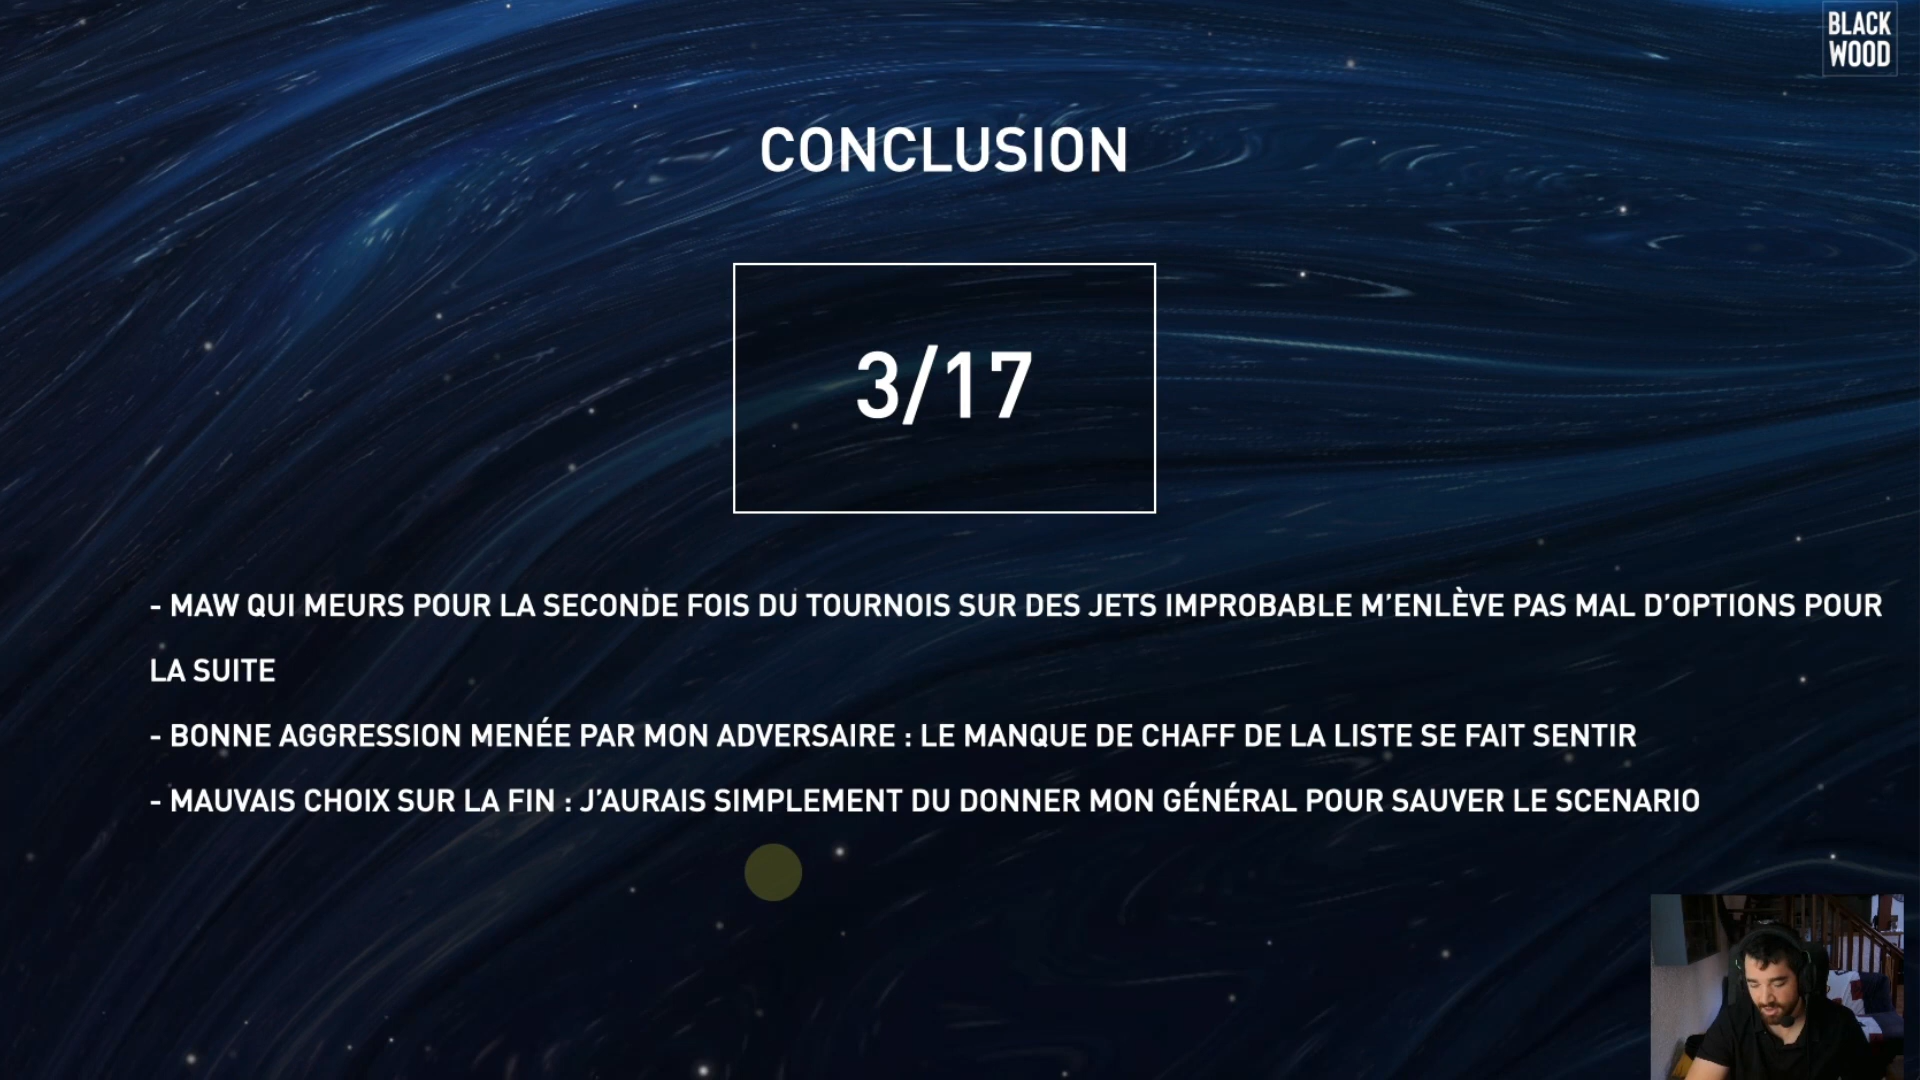 BLACK
WOOD
CONCLUSION
3/17
- MAW QUI MEURS POUR LA SECONDE FOIS DU TOURNOIS SUR DES JETS IMPROBABLE M'ENLÈVE PAS MAL D'OPTIONS POUR
LA SUITE
- BONNE AGGRESSION MENÉE PAR MON ADVERSAIRE : LE MANQUE DE CHAFF DE LA LISTE SE FAIT SENTIR
- MAUVAIS CHOIX SUR LA FIN : J'AURAIS SIMPLEMENT DU DONNER MON GÉNÉRAL POUR SAUVER LE SCENARIO